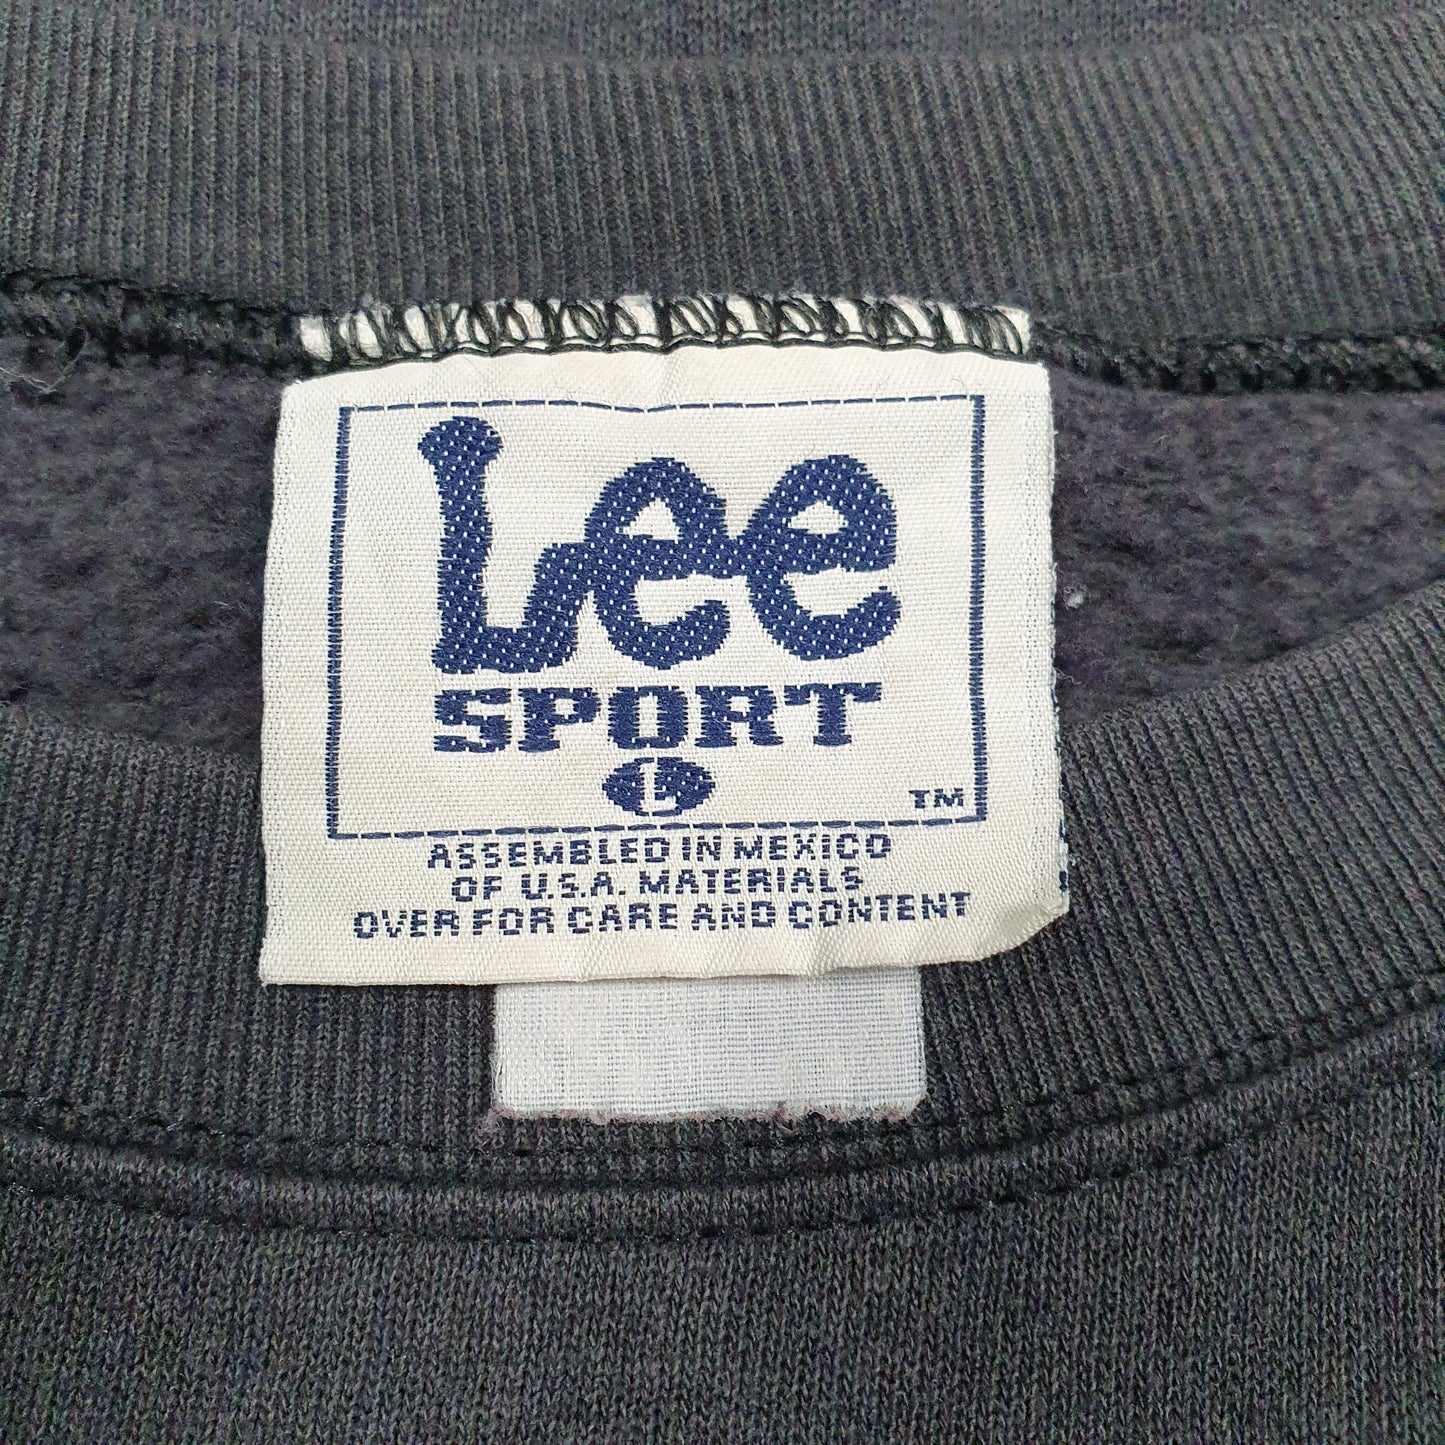 Lee
SPORT
L
TM
ASSEMBLED IN MEXICO
OF U.S.A. MATERIALS
OVER FOR CARE AND CONTENT